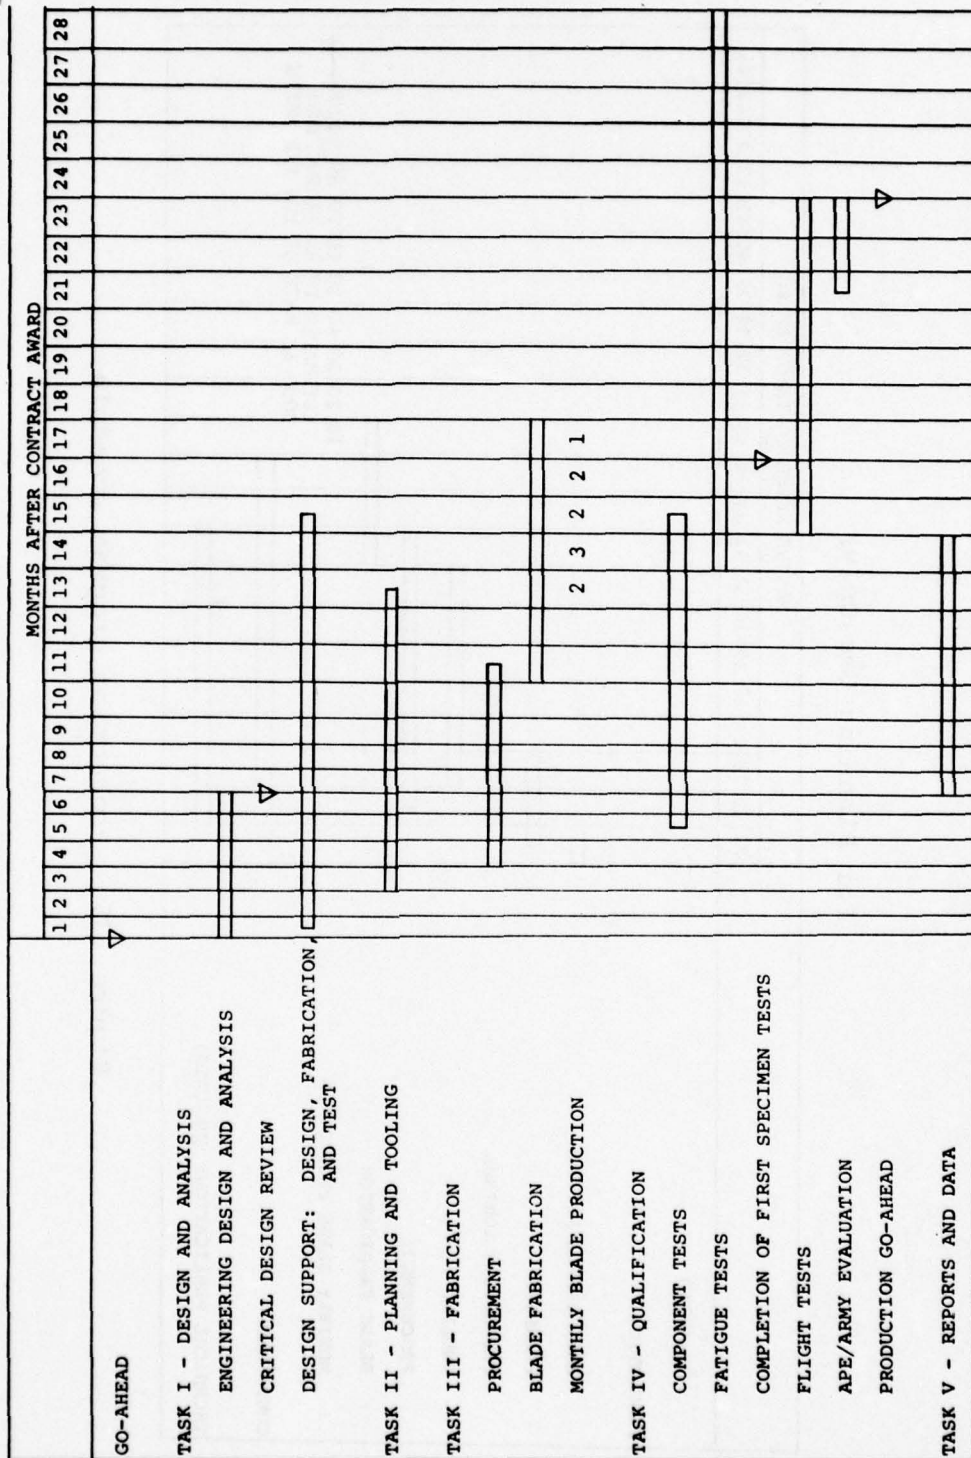 MONTHS AFTER CONTRACT AWARD
1 2 3 4 5 6 7 8 9 10 11 12 13 14 15 16 17 18 19 20 21 22 23 24 25 26 27 28
GO-AHEAD
TASK I - DESIGN AND ANALYSIS
ENGINEERING DESIGN AND ANALYSIS
CRITICAL DESIGN REVIEW
DESIGN SUPPORT: DESIGN, FABRICATION,
AND TEST
TASK II - PLANNING AND TOOLING
TASK III - FABRICATION
PROCUREMENT
BLADE FABRICATION
MONTHLY BLADE PRODUCTION 2 3 2 2 1
TASK IV - QUALIFICATION
COMPONENT TESTS
FATIGUE TESTS
COMPLETION OF FIRST SPECIMEN TESTS
FLIGHT TESTS
APE/ARMY EVALUATION
PRODUCTION GO-AHEAD
TASK V - REPORTS AND DATA